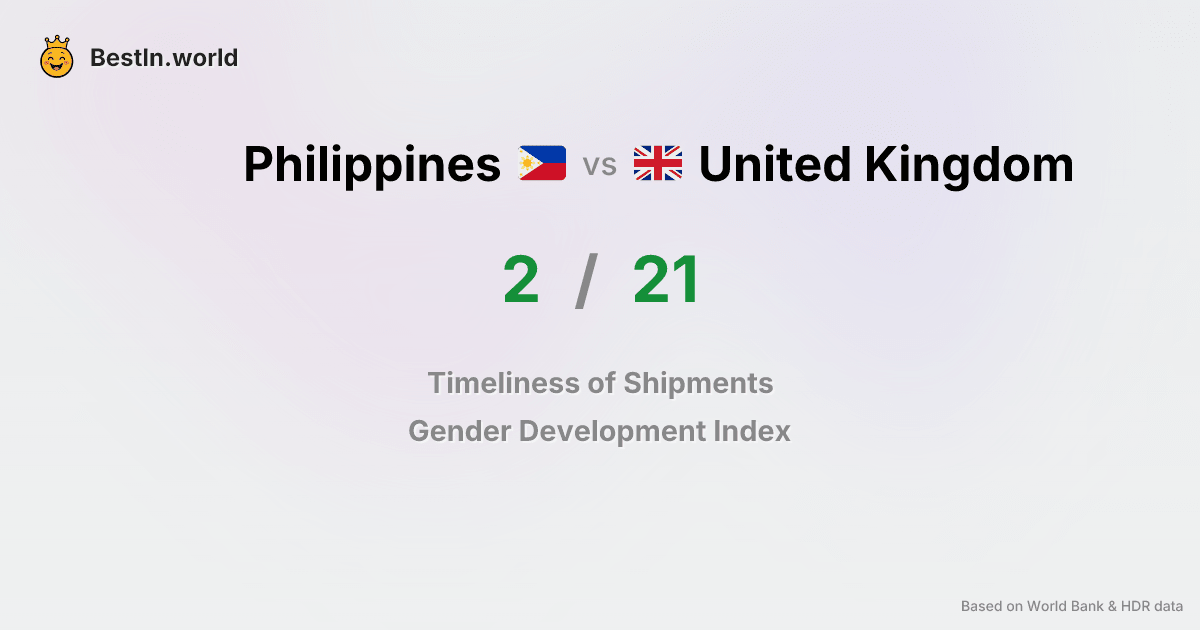 BestIn.world
Philippines vs United Kingdom
2 / 21
Timeliness of Shipments
Gender Development Index
Based on World Bank & HDR data